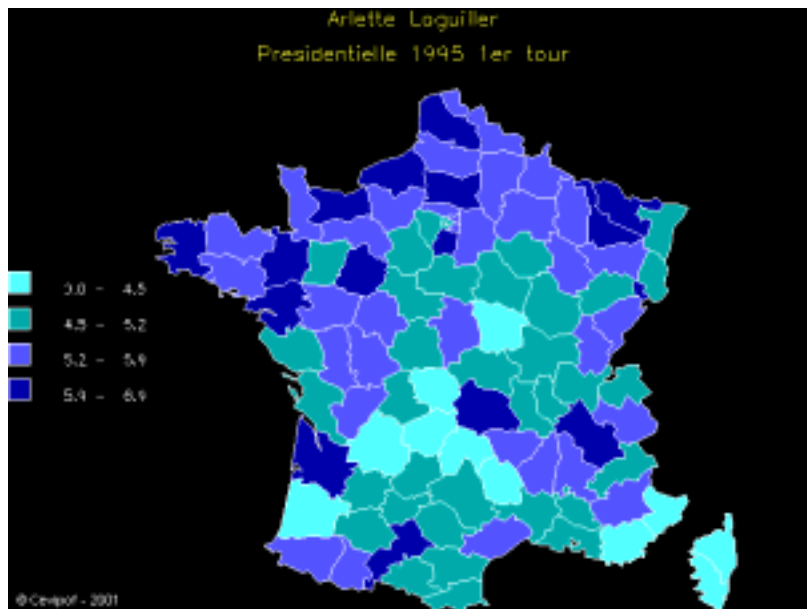 Arlette Laguiller
Presidentielle 1995 1er tour
3.0 - 4.5
4.5 - 5.2
5.2 - 5.9
5.9 - 6.9
© Cevipof - 2001